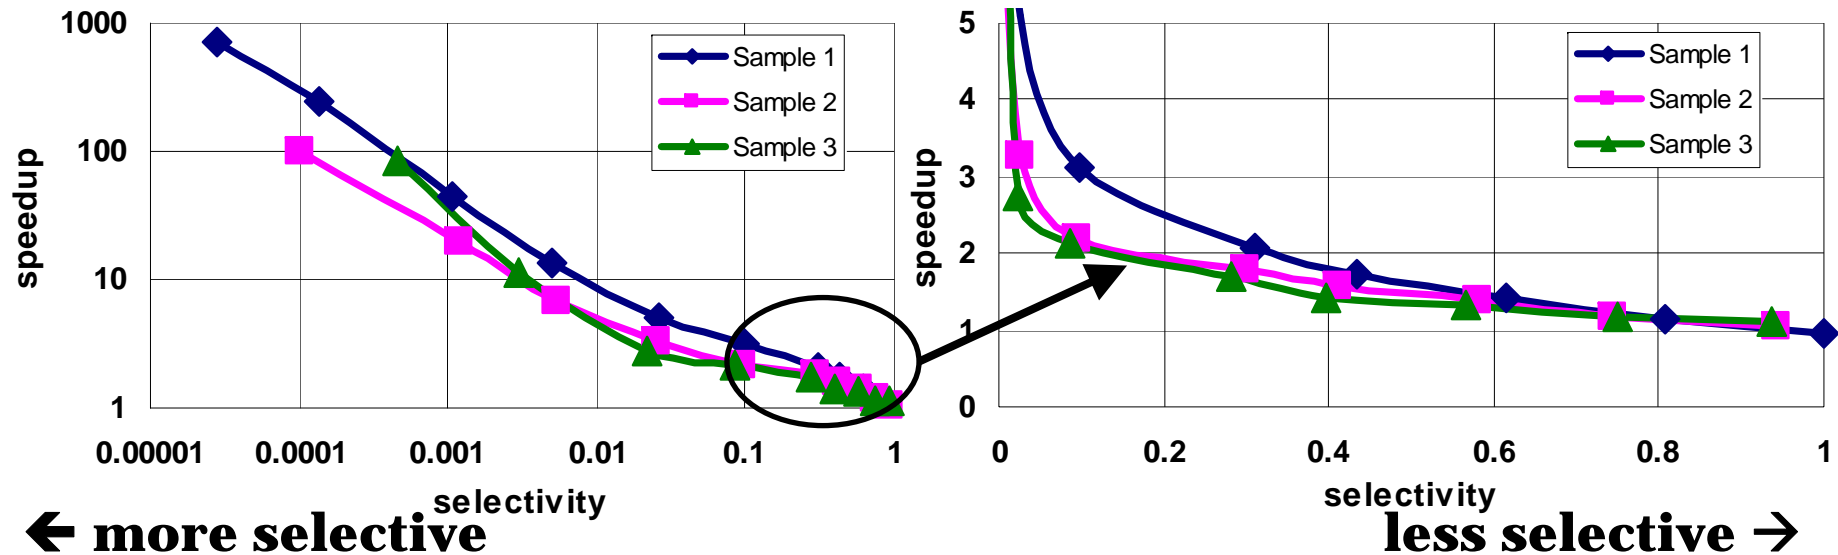 1000
100
10
1
speedup
Sample 1
Sample 2
Sample 3
0.00001 0.0001 0.001 0.01 0.1 1
selectivity
← more selective
5
4
3
2
1
0
speedup
Sample 1
Sample 2
Sample 3
0 0.2 0.4 0.6 0.8 1
selectivity
less selective →